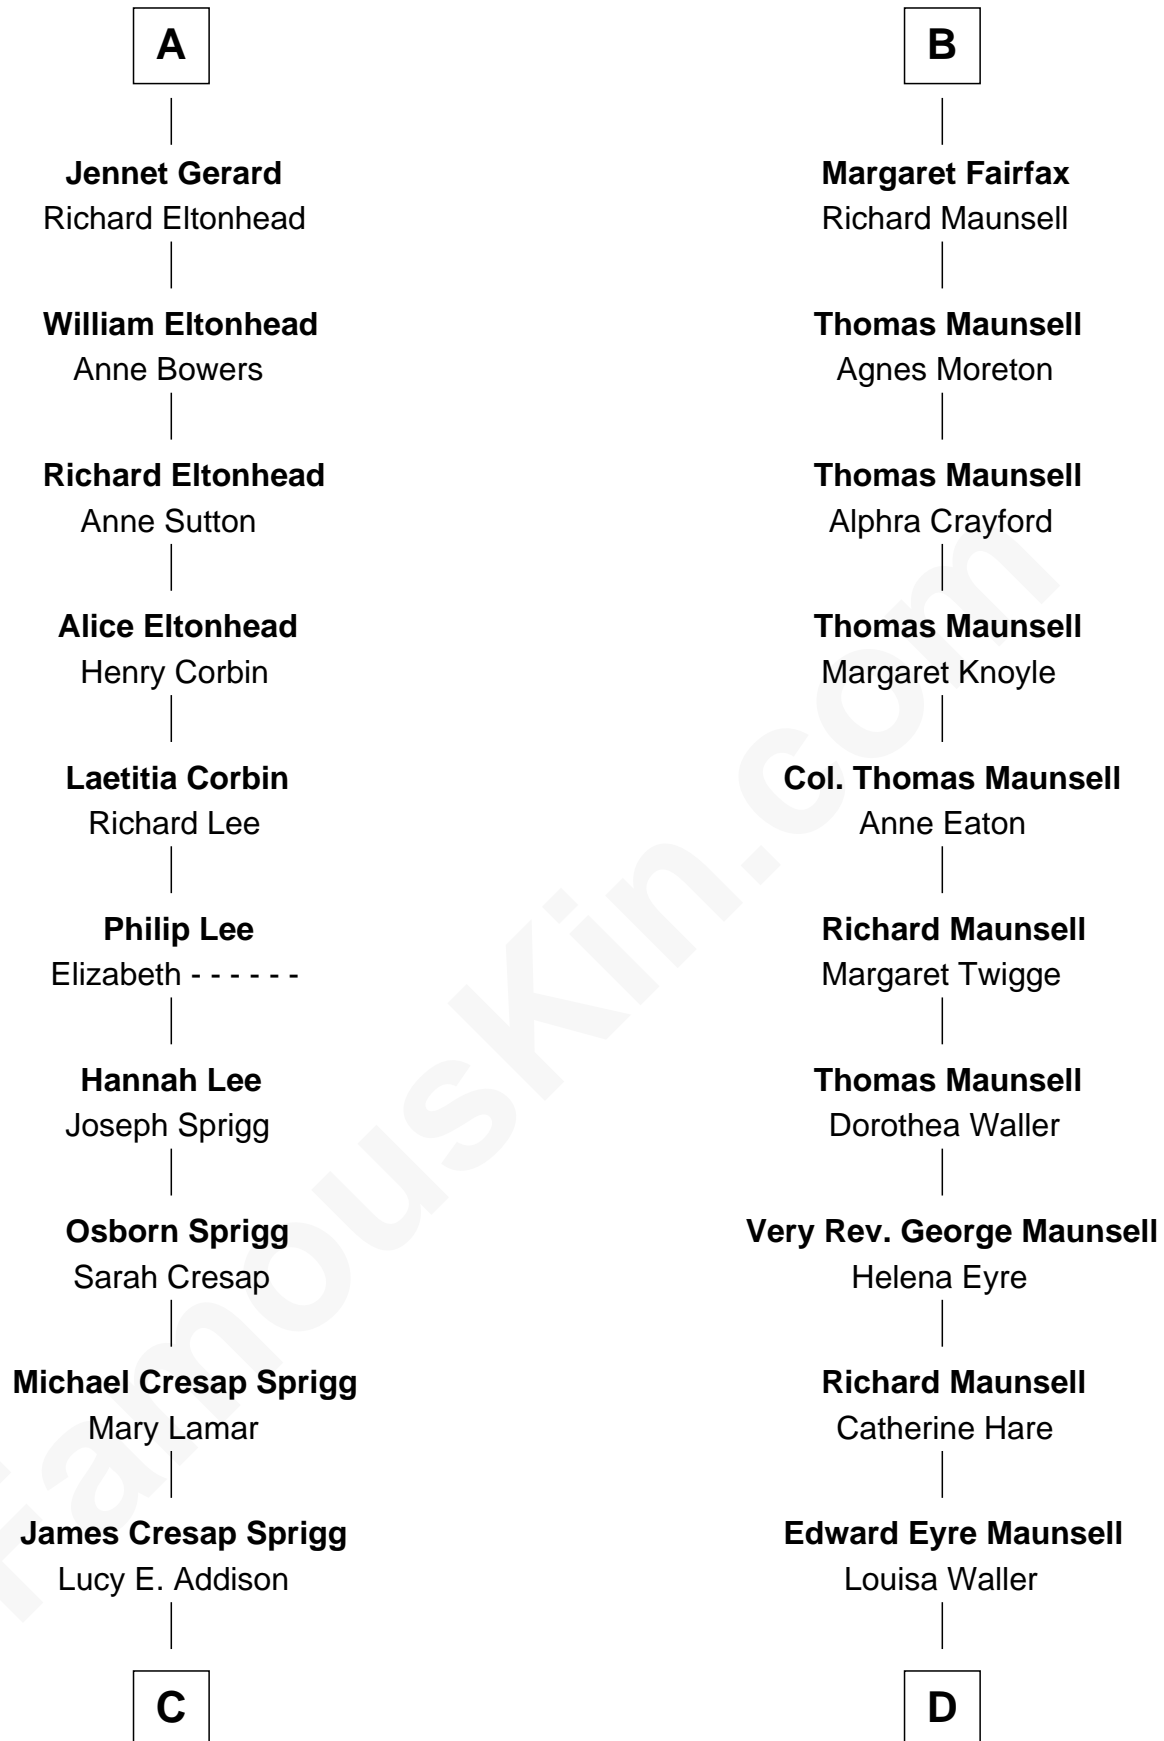 A
Jennet Gerard
Richard Eltonhead
William Eltonhead
Anne Bowers
Richard Eltonhead
Anne Sutton
Alice Eltonhead
Henry Corbin
Laetitia Corbin
Richard Lee
Philip Lee
Elizabeth - - - - - -
Hannah Lee
Joseph Sprigg
Osborn Sprigg
Sarah Cresap
Michael Cresap Sprigg
Mary Lamar
James Cresap Sprigg
Lucy E. Addison
C
B
Margaret Fairfax
Richard Maunsell
Thomas Maunsell
Agnes Moreton
Thomas Maunsell
Alphra Crayford
Thomas Maunsell
Margaret Knoyle
Col. Thomas Maunsell
Anne Eaton
Richard Maunsell
Margaret Twigge
Thomas Maunsell
Dorothea Waller
Very Rev. George Maunsell
Helena Eyre
Richard Maunsell
Catherine Hare
Edward Eyre Maunsell
Louisa Waller
D
FamousKin.com